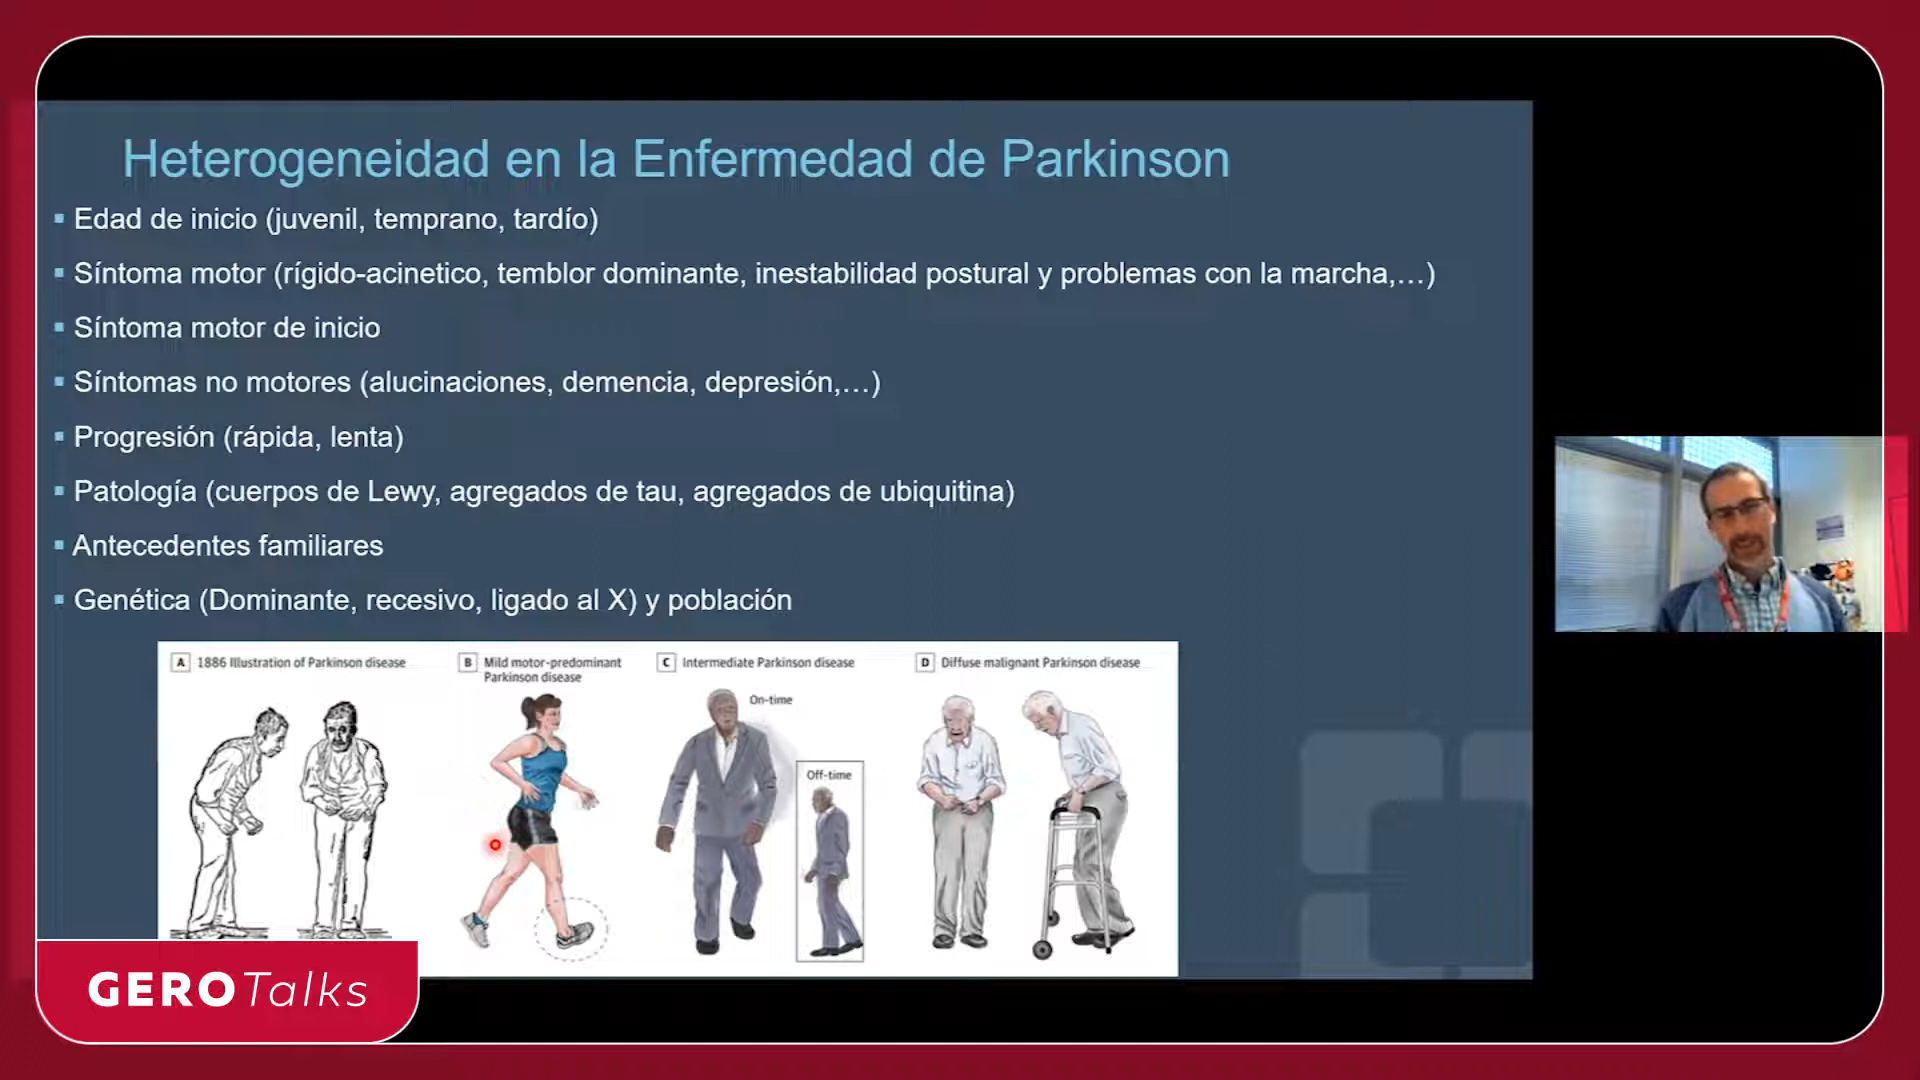 Heterogeneidad en la Enfermedad de Parkinson
▪ Edad de inicio (juvenil, temprano, tardío)
▪ Síntoma motor (rígido-acinetico, temblor dominante, inestabilidad postural y problemas con la marcha,…)
▪ Síntoma motor de inicio
▪ Síntomas no motores (alucinaciones, demencia, depresión,…)
▪ Progresión (rápida, lenta)
▪ Patología (cuerpos de Lewy, agregados de tau, agregados de ubiquitina)
▪ Antecedentes familiares
▪ Genética (Dominante, recesivo, ligado al X) y población
A 1886 Illustration of Parkinson disease
B Mild motor-predominant
Parkinson disease
C Intermediate Parkinson disease
On-time
Off-time
D Diffuse malignant Parkinson disease
GERO Talks